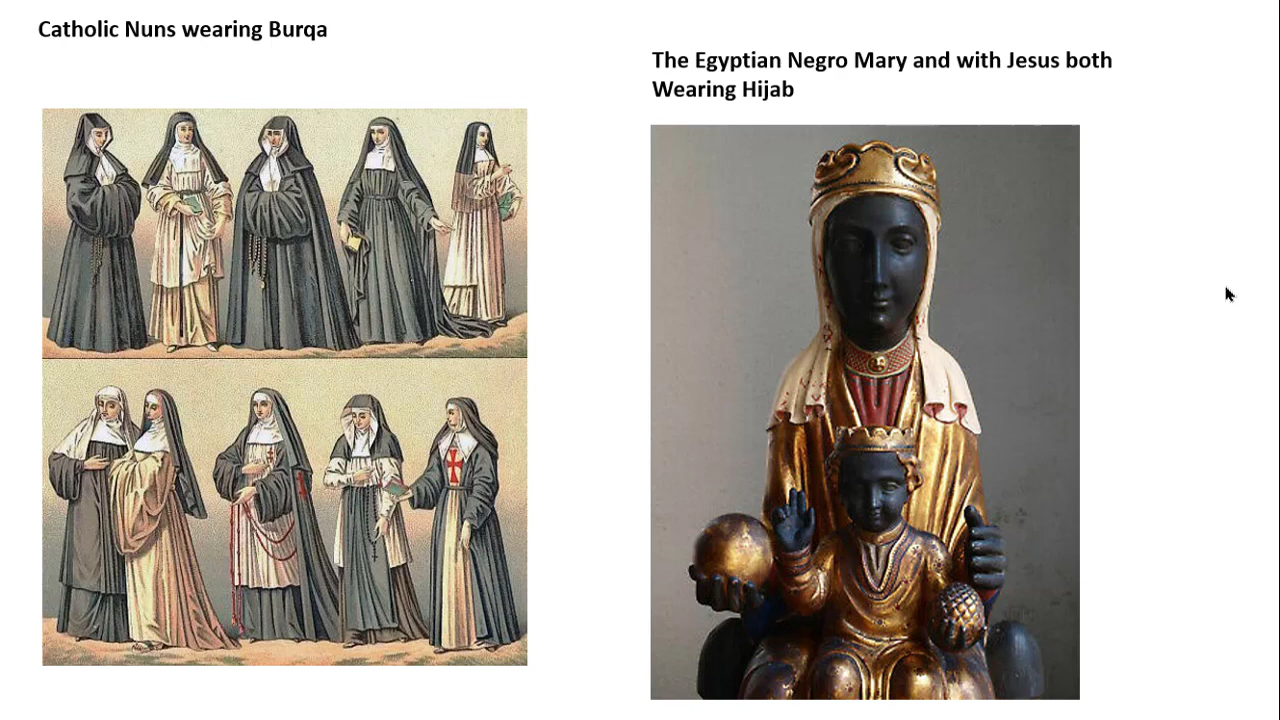 Catholic Nuns wearing Burqa
The Egyptian Negro Mary and with Jesus both
Wearing Hijab